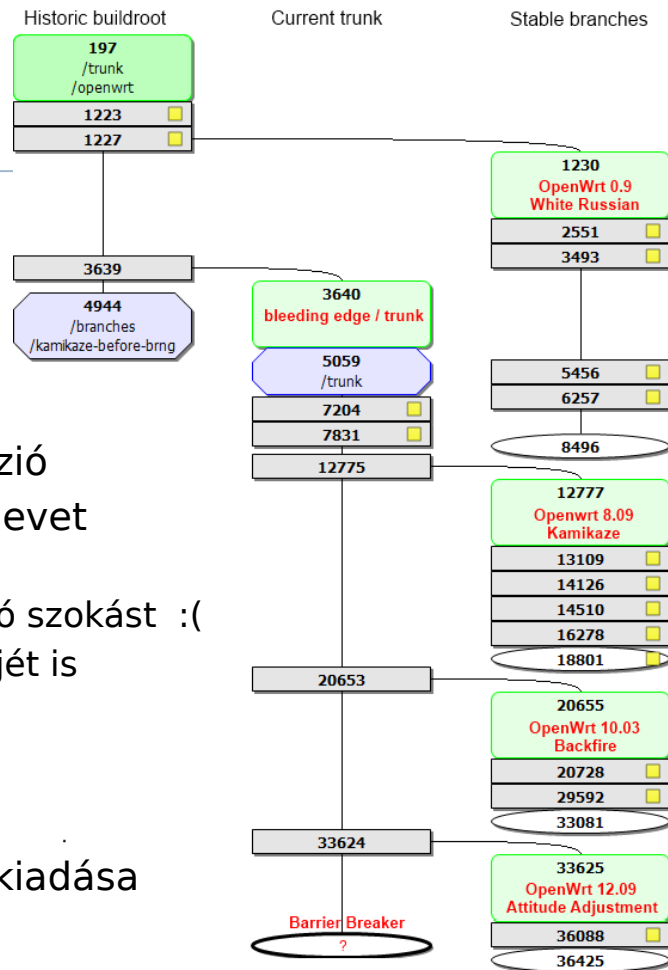 Historic buildroot
Current trunk
Stable branches
197
/trunk
/openwrt
1223
1227
1230
OpenWrt 0.9
White Russian
2551
3493
3639
4944
/branches
/kamikaze-before-brng
3640
bleeding edge / trunk
5059
/trunk
7204
7831
12775
5456
6257
8496
12777
Openwrt 8.09
Kamikaze
13109
14126
14510
16278
18801
zió
evet
ó szokást :(
jét is
20653
20655
OpenWrt 10.03
Backfire
20728
29592
33081
.
kiadása
33624
33625
OpenWrt 12.09
Attitude Adjustment
36088
36425
Barrier Breaker
?